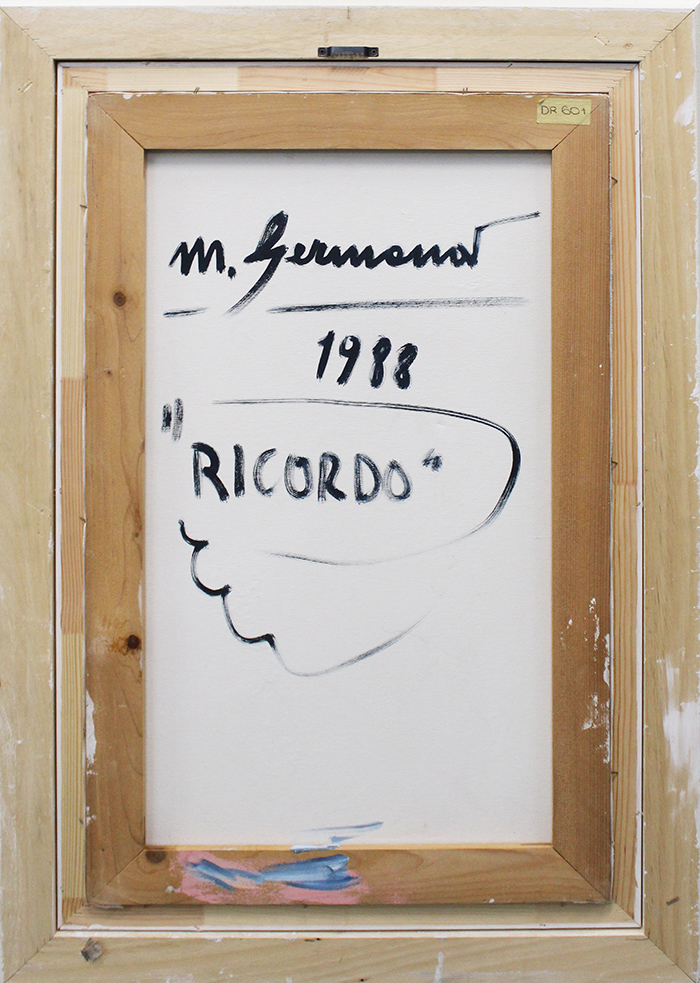 DR 601
M. Germanà
1988
"RICORDO"